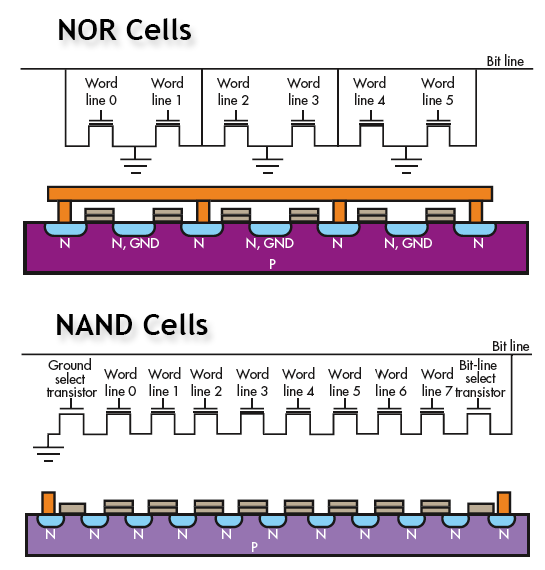 NOR Cells
Bit line
Word line 0
Word line 1
Word line 2
Word line 3
Word line 4
Word line 5
N
N, GND
N
N, GND
N
N, GND
N
P
NAND Cells
Bit line
Ground select transistor
Word line 0
Word line 1
Word line 2
Word line 3
Word line 4
Word line 5
Word line 6
Word line 7
Bit-line select transistor
N
N
N
N
N
N
N
N
N
N
N
P